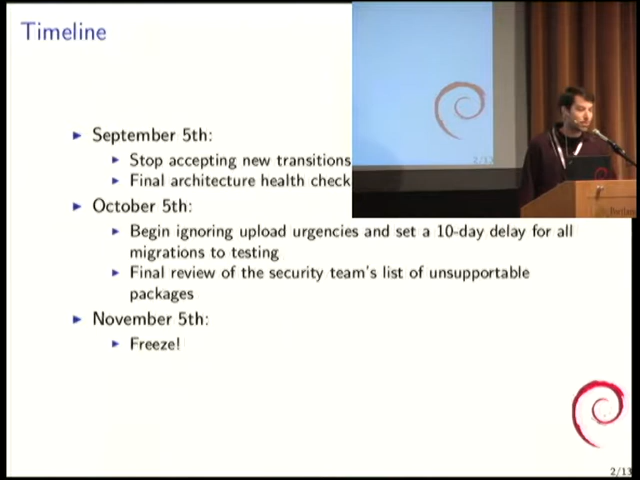 Timeline
▶ September 5th:
▶ Stop accepting new transitions
▶ Final architecture health check
▶ October 5th:
▶ Begin ignoring upload urgencies and set a 10-day delay for all
migrations to testing
▶ Final review of the security team's list of unsupportable
packages
▶ November 5th:
▶ Freeze!
2/13
2/13